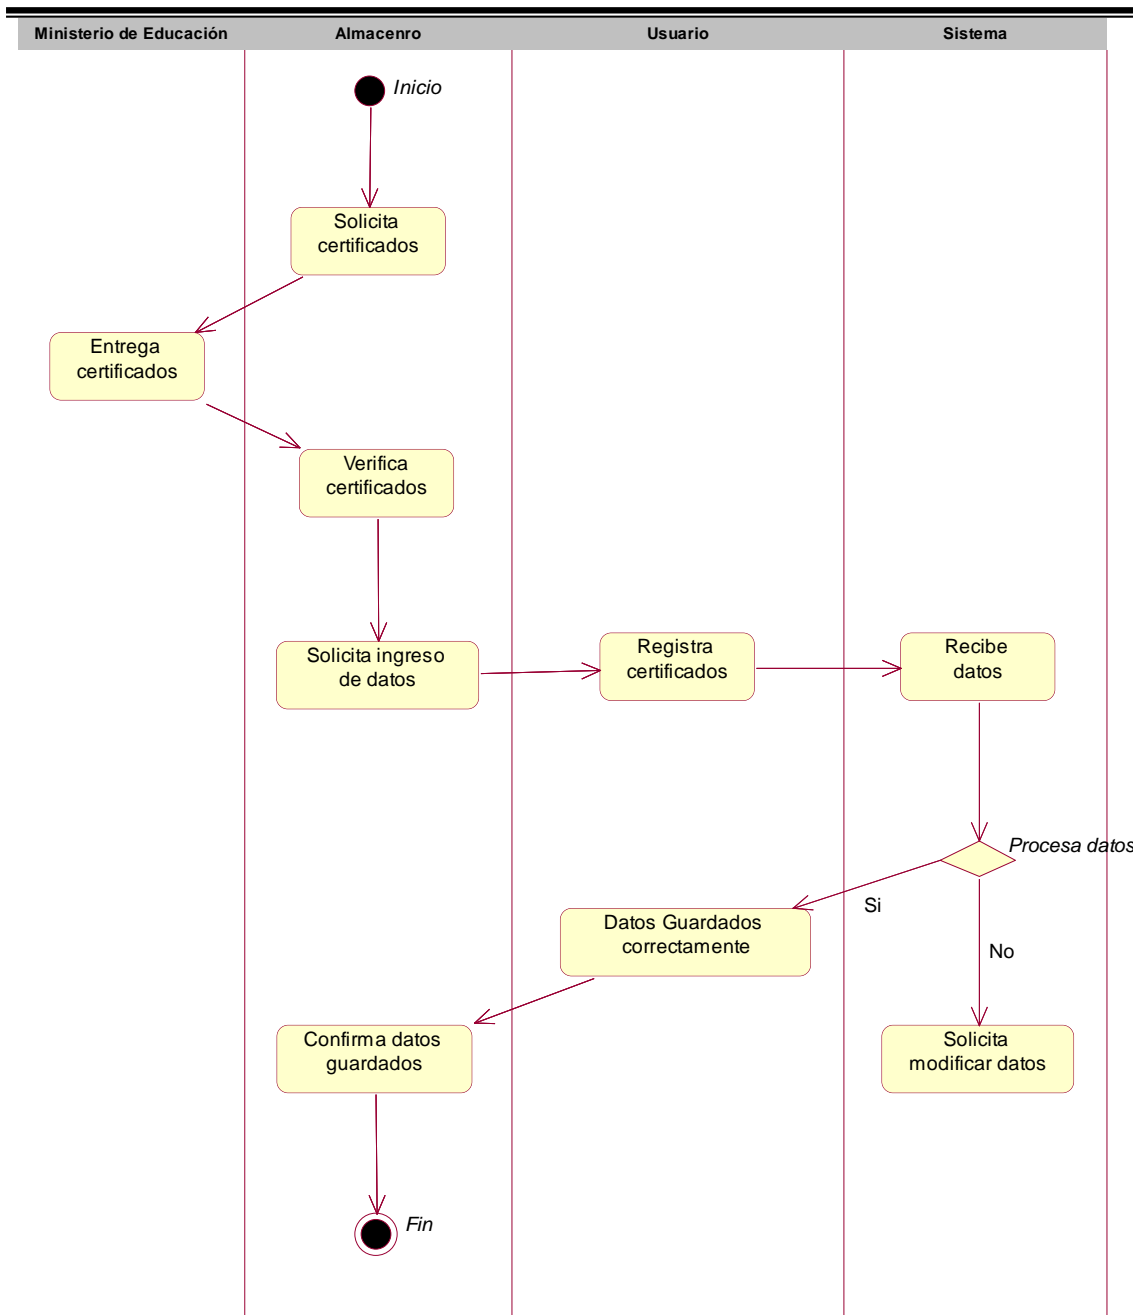 Ministerio de Educación
Almacenro
Usuario
Sistema
Inicio
Solicita
certificados
Entrega
certificados
Verifica
certificados
Solicita ingreso
de datos
Registra
certificados
Recibe
datos
Procesa datos
Si
Datos Guardados
correctamente
No
Confirma datos
guardados
Solicita
modificar datos
Fin